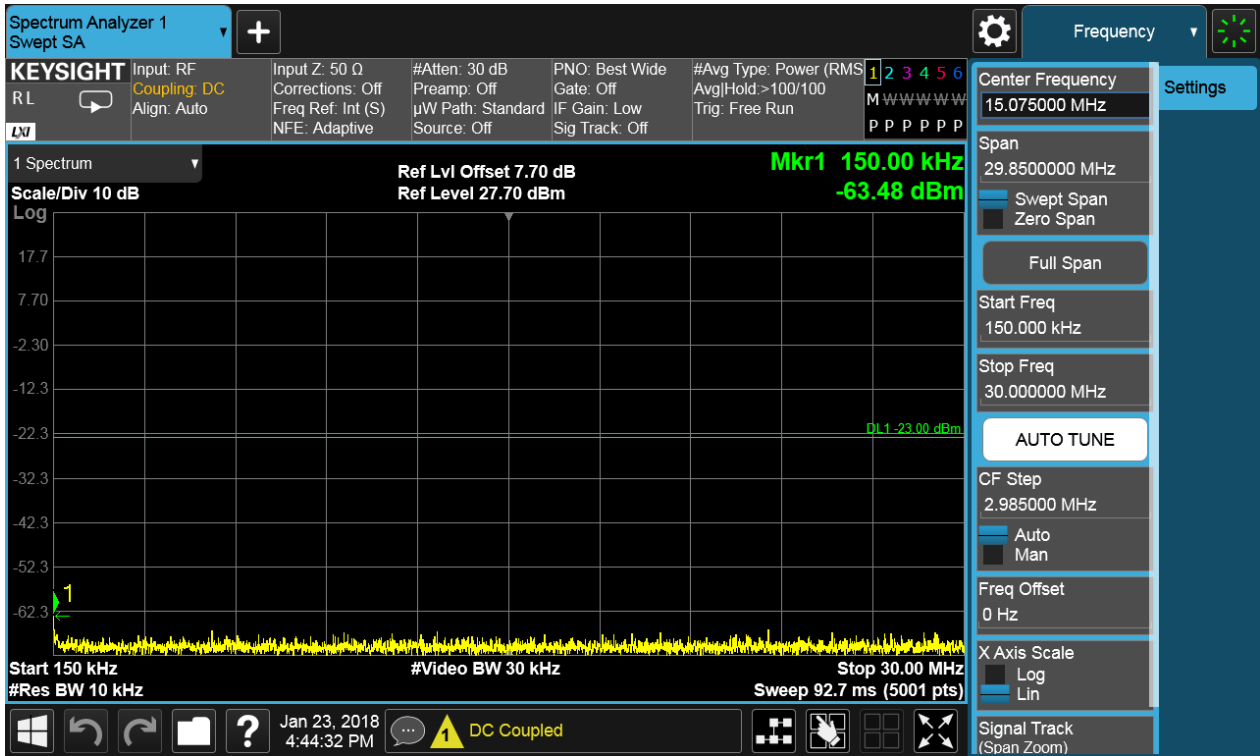 Spectrum Analyzer 1
Swept SA
Frequency
KEYSIGHT
RL
LXI
Input: RF
Coupling: DC
Align: Auto
Input Z: 50 Ω
Corrections: Off
Freq Ref: Int (S)
NFE: Adaptive
#Atten: 30 dB
Preamp: Off
µW Path: Standard
Source: Off
PNO: Best Wide
Gate: Off
IF Gain: Low
Sig Track: Off
#Avg Type: Power (RMS
Avg|Hold:>100/100
Trig: Free Run
1 2 3 4 5 6
M W W W W W
P P P P P P
1 Spectrum
Scale/Div 10 dB
Log
Ref Lvl Offset 7.70 dB
Ref Level 27.70 dBm
Mkr1 150.00 kHz
-63.48 dBm
17.7
7.70
-2.30
-12.3
-22.3
DL1 -23.00 dBm
-32.3
-42.3
-52.3
1
-62.3
Start 150 kHz
#Video BW 30 kHz
Stop 30.00 MHz
#Res BW 10 kHz
Sweep 92.7 ms (5001 pts)
Center Frequency
15.075000 MHz
Settings
Span
29.8500000 MHz
Swept Span
Zero Span
Full Span
Start Freq
150.000 kHz
Stop Freq
30.000000 MHz
AUTO TUNE
CF Step
2.985000 MHz
Auto
Man
Freq Offset
0 Hz
X Axis Scale
Log
Lin
Signal Track
(Span Zoom)
?
Jan 23, 2018
4:44:32 PM
1
DC Coupled